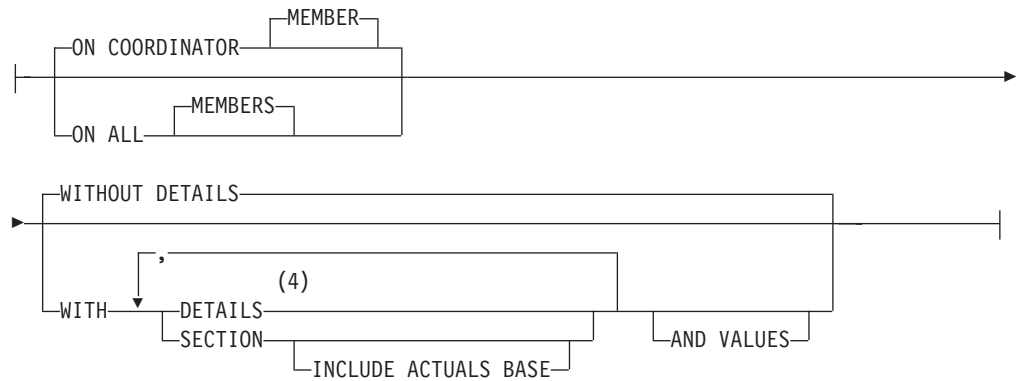 MEMBER
ON COORDINATOR
MEMBERS
ON ALL
WITHOUT DETAILS
,
(4)
WITH DETAILS
SECTION AND VALUES
INCLUDE ACTUALS BASE